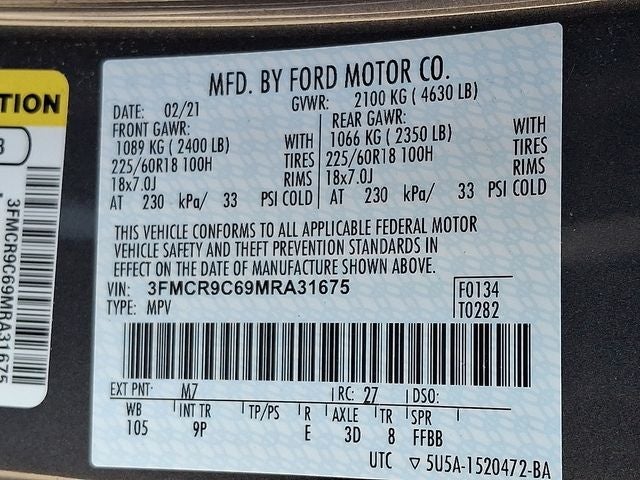 TION
3
3FMCR9C69MRA31675
MFD. BY FORD MOTOR CO.
DATE: 02/21 GVWR: 2100 KG ( 4630 LB)
FRONT GAWR: REAR GAWR:
1089 KG ( 2400 LB) WITH 1066 KG ( 2350 LB) WITH
225/60R18 100H TIRES 225/60R18 100H TIRES
18x7.0J RIMS 18x7.0J RIMS
AT 230 kPa/ 33 PSI COLD AT 230 kPa/ 33 PSI COLD
THIS VEHICLE CONFORMS TO ALL APPLICABLE FEDERAL MOTOR
VEHICLE SAFETY AND THEFT PREVENTION STANDARDS IN
EFFECT ON THE DATE OF MANUFACTURE SHOWN ABOVE.
VIN: 3FMCR9C69MRA31675 F0134
TYPE: MPV T0282
EXT PNT: M7 RC: 27 DSO:
WB INT TR TP/PS R AXLE TR SPR
105 9P E 3D 8 FFBB
UTC ▽ 5U5A-1520472-BA